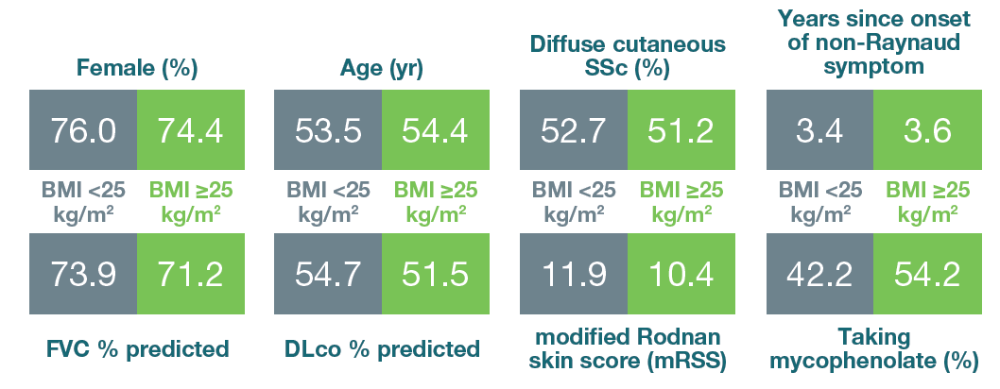 Female (%)
76.0 74.4
BMI <25 kg/m² BMI ≥25 kg/m²
73.9 71.2
FVC % predicted
Age (yr)
53.5 54.4
BMI <25 kg/m² BMI ≥25 kg/m²
54.7 51.5
DLco % predicted
Diffuse cutaneous
SSc (%)
52.7 51.2
BMI <25 kg/m² BMI ≥25 kg/m²
11.9 10.4
modified Rodnan
skin score (mRSS)
Years since onset
of non-Raynaud
symptom
3.4 3.6
BMI <25 kg/m² BMI ≥25 kg/m²
42.2 54.2
Taking
mycophenolate (%)